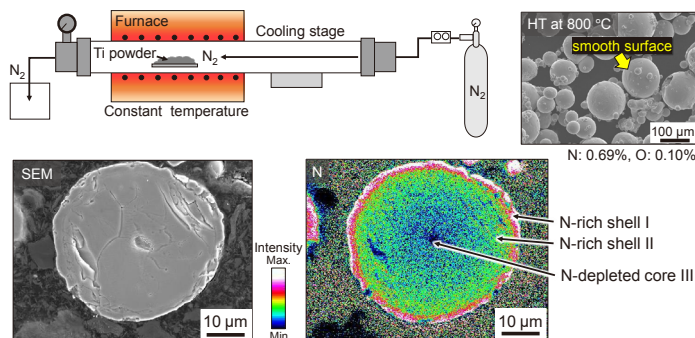 Furnace
Cooling stage
HT at 800 °C
smooth surface
Ti powder
N₂
N₂
N₂
Constant temperature
100 µm
N: 0.69%, O: 0.10%
SEM
N
N-rich shell I
N-rich shell II
N-depleted core III
Intensity
Max.
Min.
10 µm
10 µm